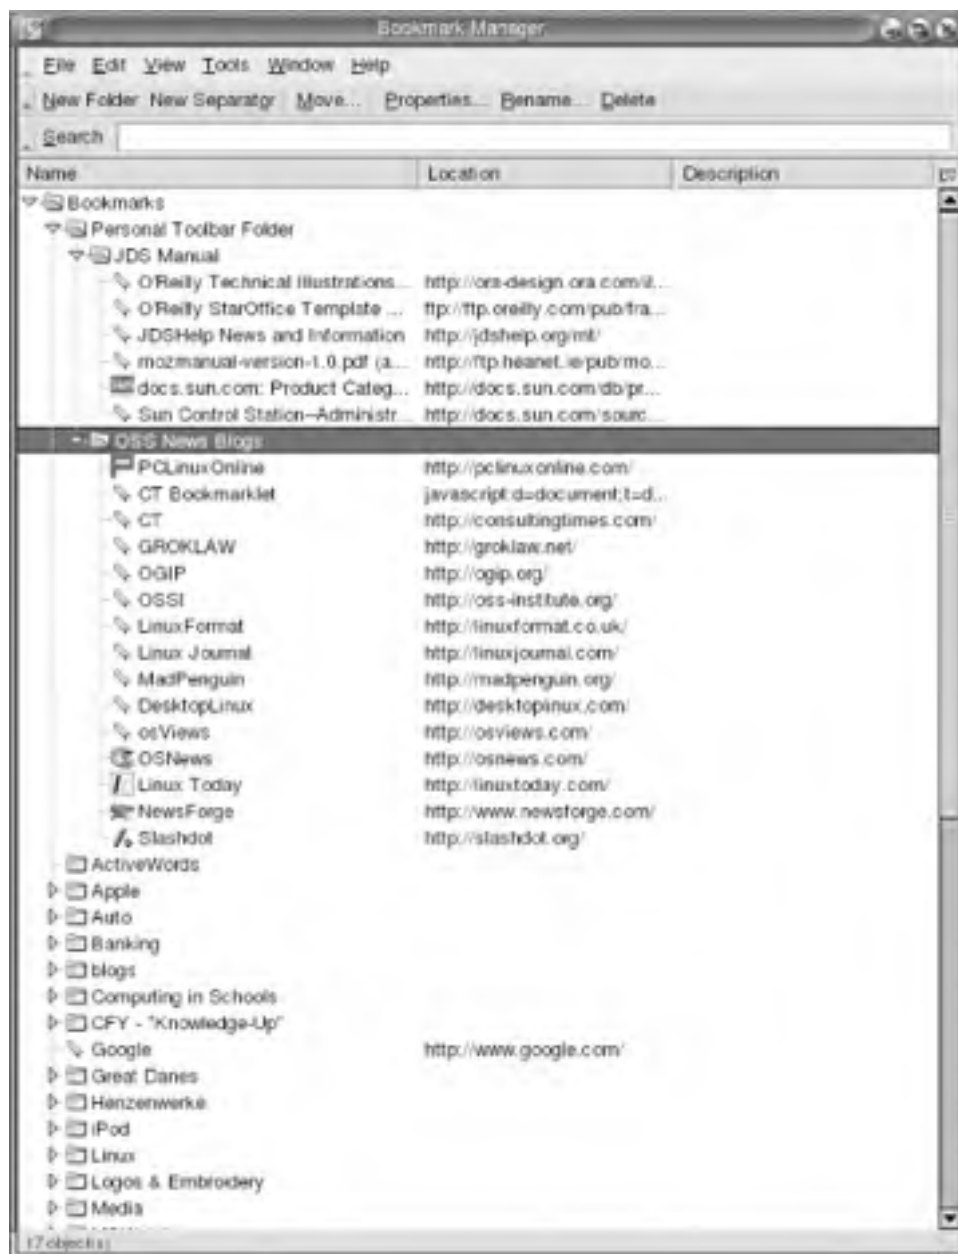 Bookmark Manager
File Edit View Tools Window Help
New Folder New Separator Move... Properties... Rename... Delete
Search
Name Location Description
Bookmarks
Personal Toolbar Folder
JDS Manual
O'Reilly Technical Illustrations... http://ora-design.ora.com/il...
O'Reilly StarOffice Template ... ftp://ftp.oreilly.com/pub/fra...
JDSHelp News and Information http://jdshelp.org/mt/
mozmanual-version-1.0.pdf (a... http://ftp.heanet.ie/pub/mo...
docs.sun.com: Product Categ... http://docs.sun.com/db/pr...
Sun Control Station--Administr... http://docs.sun.com/sourc...
OSS News Blogs
PCLinuxOnline http://pclinuxonline.com/
CT Bookmarklet javascript:d=document;t=d...
CT http://consultingtimes.com/
GROKLAW http://groklaw.net/
OGIP http://ogip.org/
OSSI http://oss-institute.org/
LinuxFormat http://linuxformat.co.uk/
Linux Journal http://linuxjournal.com/
MadPenguin http://madpenguin.org/
DesktopLinux http://desktoplinux.com/
osViews http://osviews.com/
OSNews http://osnews.com/
Linux Today http://linuxtoday.com/
NewsForge http://www.newsforge.com/
Slashdot http://slashdot.org/
ActiveWords
Apple
Auto
Banking
blogs
Computing in Schools
CFY - "Knowledge-Up"
Google http://www.google.com/
Great Danes
Henzenwerke
iPod
Linux
Logos & Embroidery
Media
17 object(s)